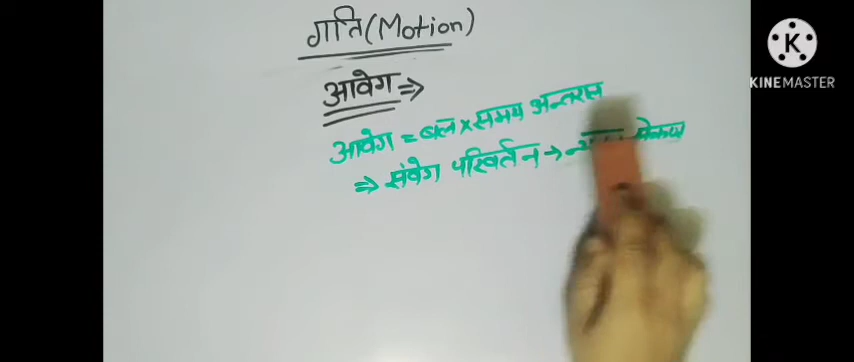 गति (Motion)
आवेग ⇒
आवेग = बल × समय अन्तराल
⇒ संवेग परिवर्तन →
K
KINEMASTER